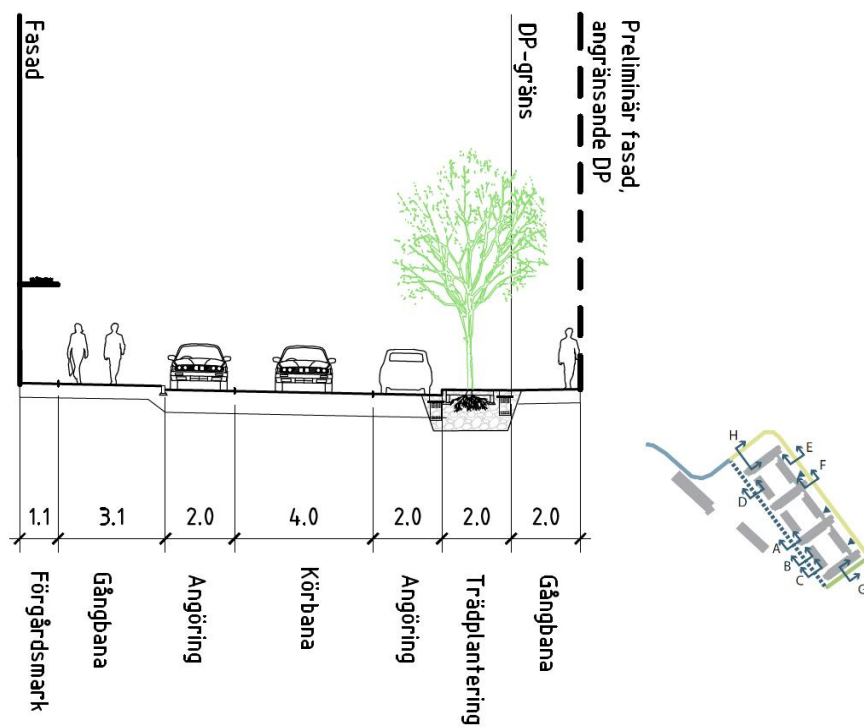 Fasad
DP-gräns
Preliminär fasad,
angränsande DP
1.1
3.1
2.0
4.0
2.0
2.0
2.0
Förgårdsmark
Gångbana
Angöring
Körbana
Angöring
Trädplantering
Gångbana
H
E
F
D
A
B
C
G